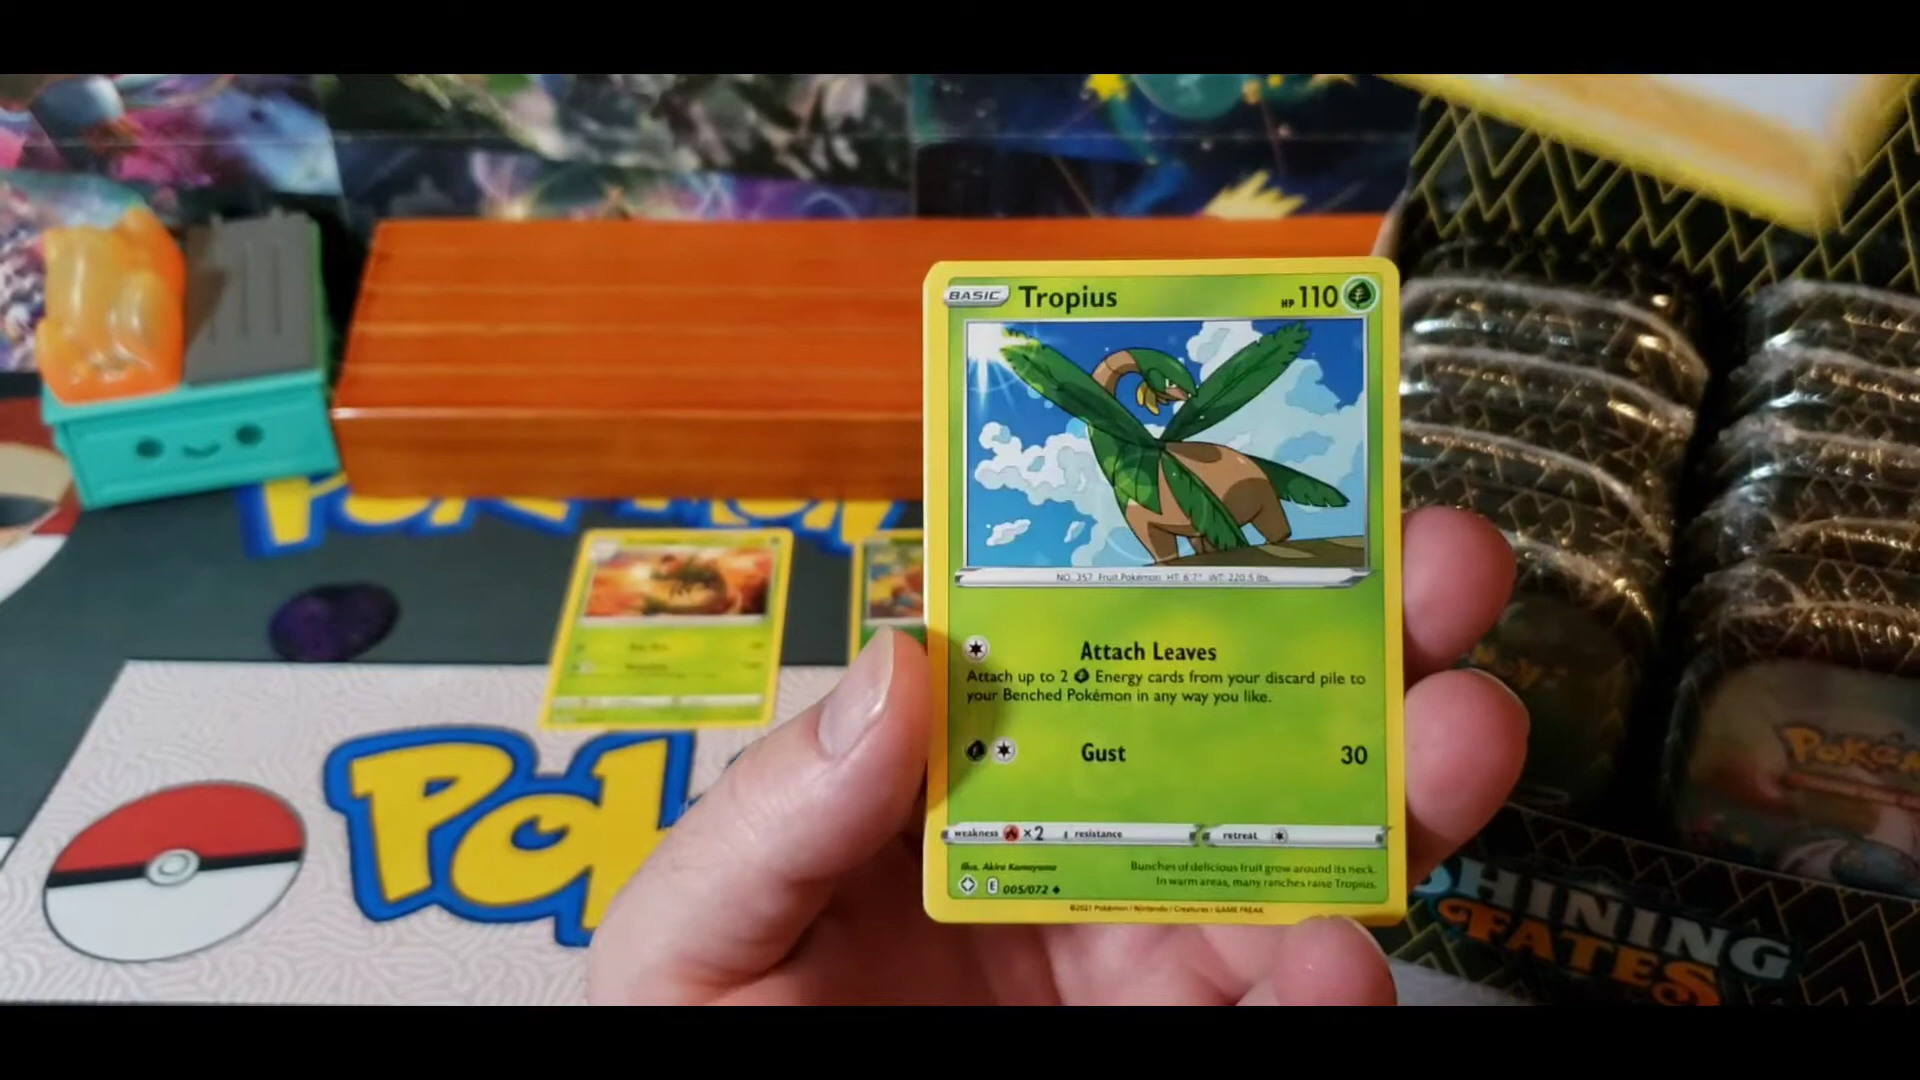 BASIC Tropius HP 110
NO. 357 Fruit Pokémon HT: 6'7" WT: 220.5 lbs.
Attach Leaves
Attach up to 2 Energy cards from your discard pile to
your Benched Pokémon in any way you like.
Gust 30
weakness ×2 resistance retreat
Illus. Akira Komayama
Bunches of delicious fruit grow around its neck.
In warm areas, many ranches raise Tropius.
E 005/072
©2021 Pokémon / Nintendo / Creatures / GAME FREAK
SHINING
FATES